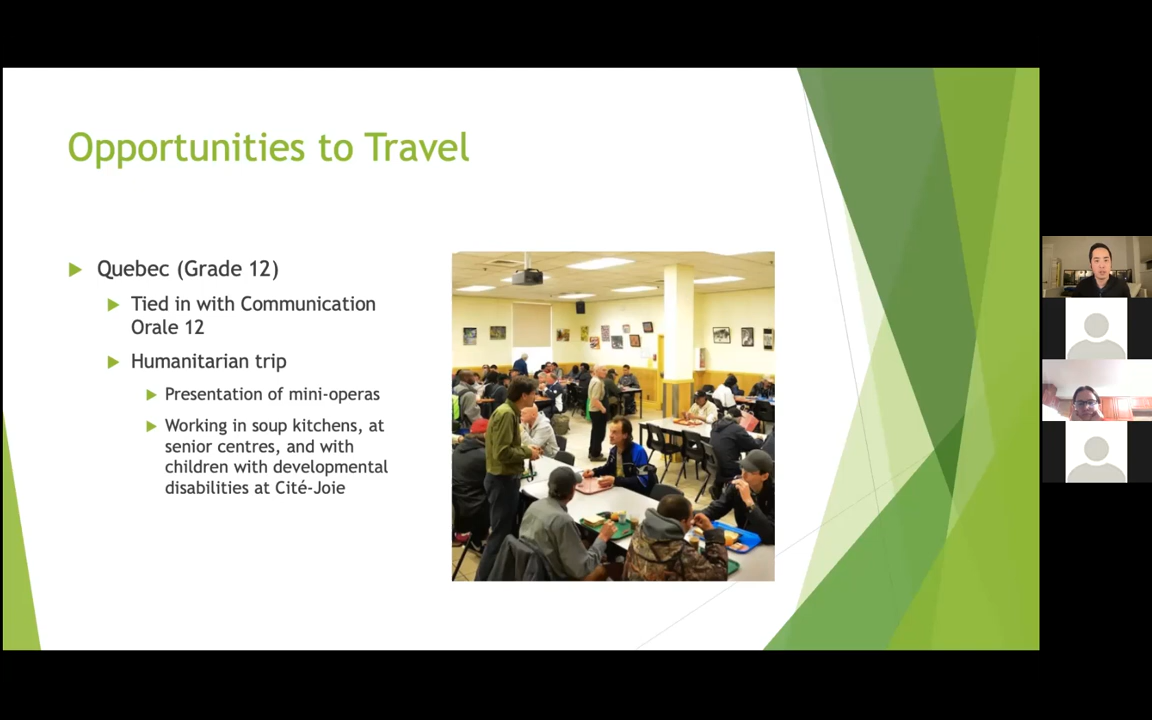 Opportunities to Travel
Quebec (Grade 12)
Tied in with Communication
Orale 12
Humanitarian trip
Presentation of mini-operas
Working in soup kitchens, at
senior centres, and with
children with developmental
disabilities at Cité-Joie